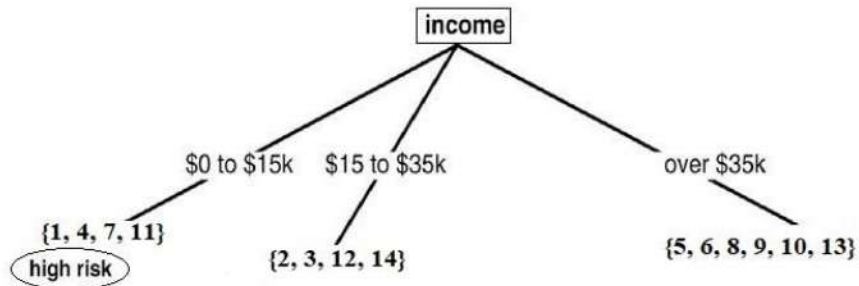 income
$0 to $15k
$15 to $35k
over $35k
{1, 4, 7, 11}
{2, 3, 12, 14}
{5, 6, 8, 9, 10, 13}
high risk